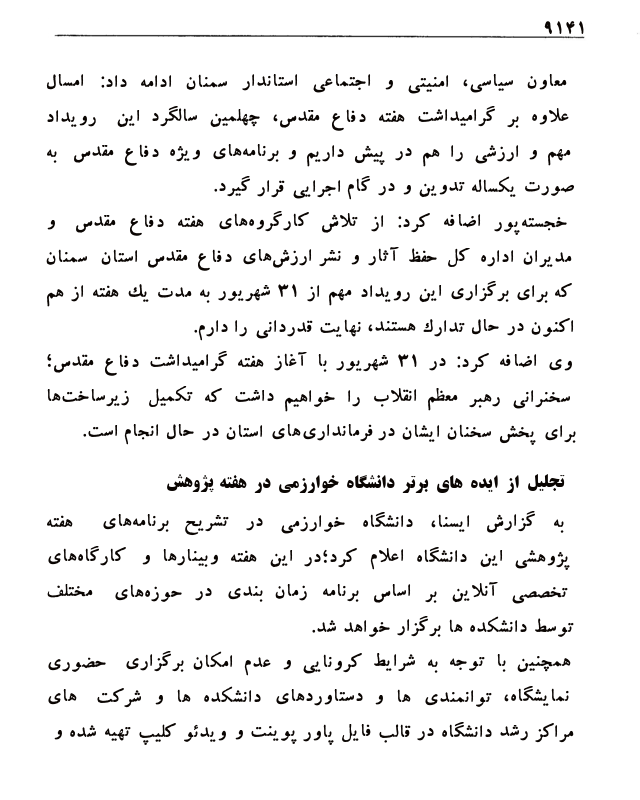 ۹۱۴۱
معاون سیاسی، امنیتی و اجتماعی استاندار سمنان ادامه داد: امسال
علاوه بر گرامیداشت هفته دفاع مقدس، چهلمین سالگرد این رویداد
مهم و ارزشی را هم در پیش داریم و برنامه‌های ویژه دفاع مقدس به
صورت یکساله تدوین و در گام اجرایی قرار گیرد.
خجسته‌پور اضافه کرد: از تلاش کارگروه‌های هفته دفاع مقدس و
مدیران اداره کل حفظ آثار و نشر ارزش‌های دفاع مقدس استان سمنان
که برای برگزاری این رویداد مهم از ۳۱ شهریور به مدت یك هفته از هم
اکنون در حال تدارك هستند، نهایت قدردانی را دارم.
وی اضافه کرد: در ۳۱ شهریور با آغاز هفته گرامیداشت دفاع مقدس؛
سخنرانی رهبر معظم انقلاب را خواهیم داشت که تکمیل زیرساخت‌ها
برای پخش سخنان ایشان در فرمانداری‌های استان در حال انجام است.
تجلیل از ایده های برتر دانشگاه خوارزمی در هفته پژوهش
به گزارش ایسنا، دانشگاه خوارزمی در تشریح برنامه‌های هفته
پژوهشی این دانشگاه اعلام کرد؛در این هفته وبینارها و کارگاه‌های
تخصصی آنلاین بر اساس برنامه زمان بندی در حوزه‌های مختلف
توسط دانشکده ها برگزار خواهد شد.
همچنین با توجه به شرایط کرونایی و عدم امکان برگزاری حضوری
نمایشگاه، توانمندی ها و دستاوردهای دانشکده ها و شرکت های
مراکز رشد دانشگاه در قالب فایل پاور پوینت و ویدئو کلیپ تهیه شده و